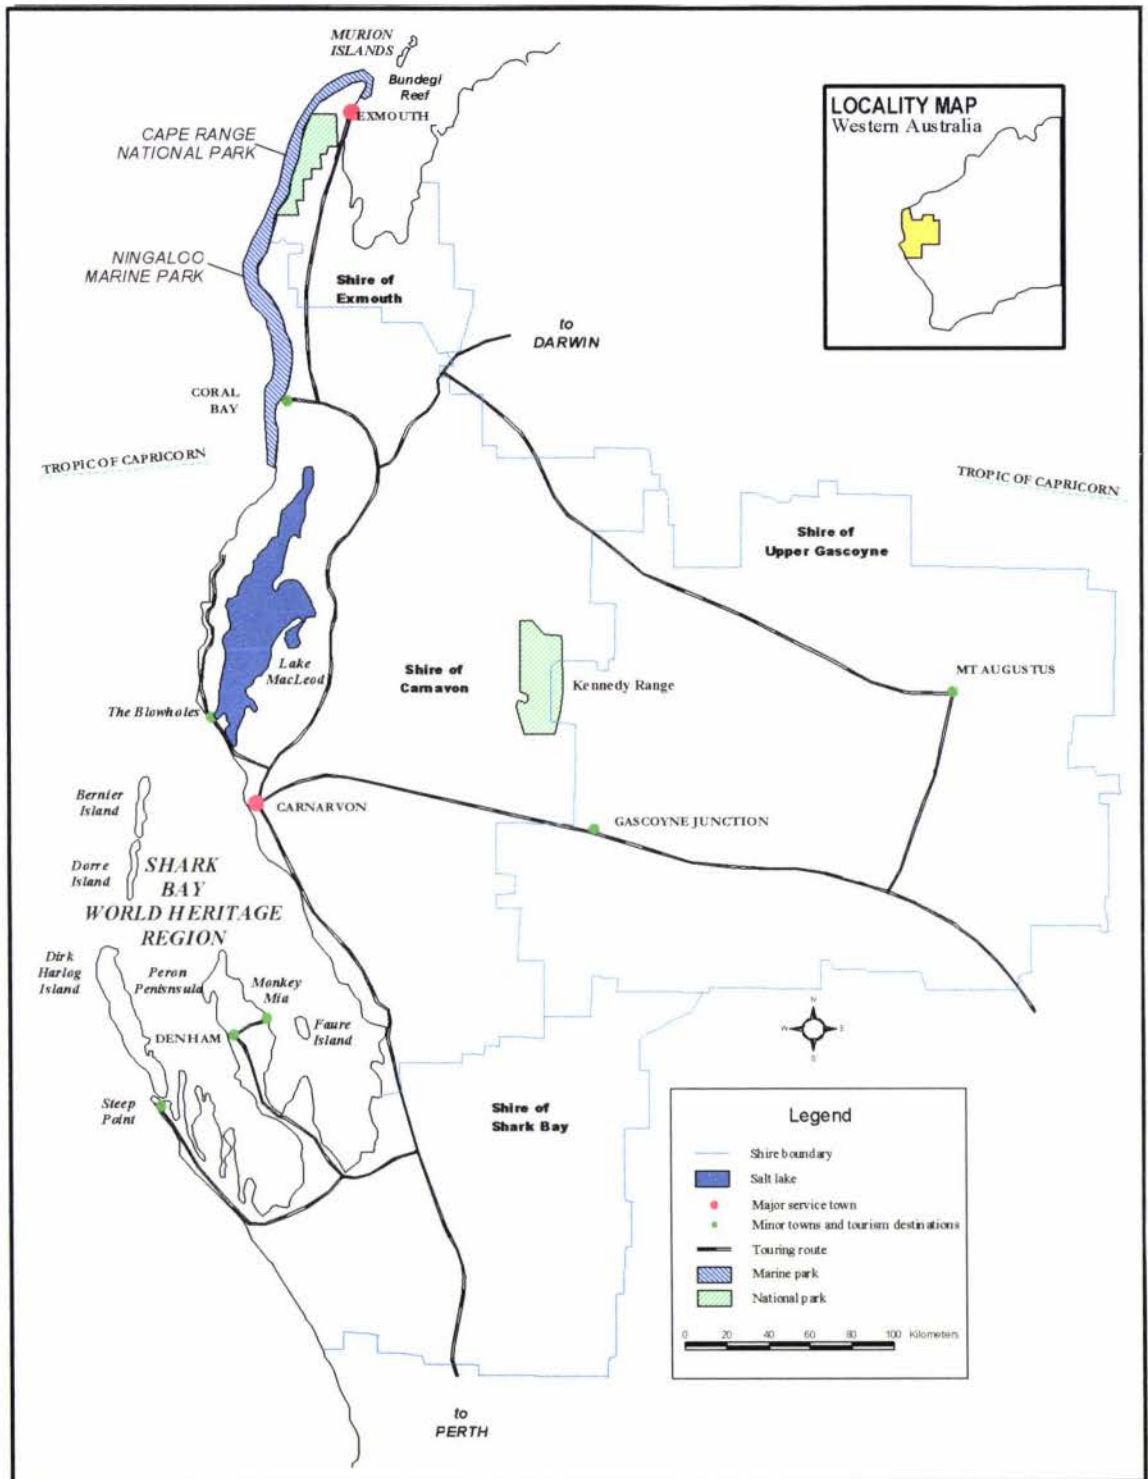 MURION
ISLANDS
Bundegi
Reef
EXMOUTH
CAPE RANGE
NATIONAL PARK
NINGALOO
MARINE PARK
LOCALITY MAP
Western Australia
Shire of
Exmouth
to
DARWIN
CORAL
BAY
TROPIC OF CAPRICORN
TROPIC OF CAPRICORN
Shire of
Upper Gascoyne
Lake
MacLeod
Shire of
Carnavon
Kennedy Range
MT AUGUSTUS
The Blowholes
Bernier
Island
CARNARVON
GASCOYNE JUNCTION
Dorre
Island
SHARK
BAY
WORLD HERITAGE
REGION
Dirk
Harlog
Island
Peron
Penisnsula
Monkey
Mia
Faure
Island
DENHAM
Steep
Point
Shire of
Shark Bay
N
W
E
S
Legend
Shire boundary
Salt lake
Major service town
Minor towns and tourism destinations
Touring route
Marine park
National park
0 20 40 60 80 100 Kilometers
to
PERTH